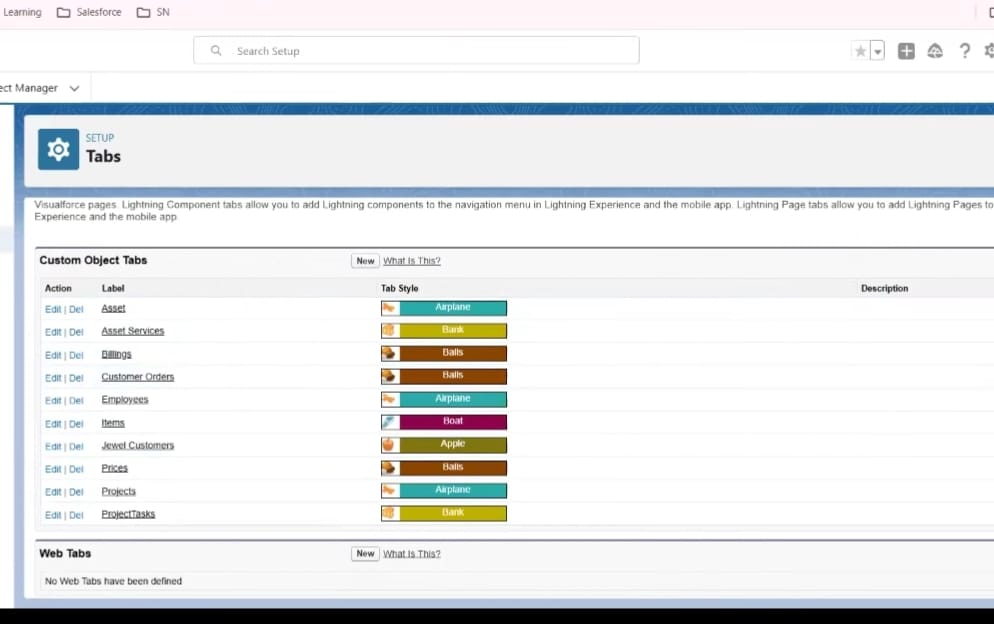 Learning Salesforce SN
Search Setup
ect Manager
SETUP
Tabs
Visualforce pages. Lightning Component tabs allow you to add Lightning components to the navigation menu in Lightning Experience and the mobile app. Lightning Page tabs allow you to add Lightning Pages to
Experience and the mobile app.
Custom Object Tabs New What Is This?
Action Label Tab Style Description
Edit | Del Asset Airplane
Edit | Del Asset Services Bank
Edit | Del Billings Balls
Edit | Del Customer Orders Balls
Edit | Del Employees Airplane
Edit | Del Items Boat
Edit | Del Jewel Customers Apple
Edit | Del Prices Balls
Edit | Del Projects Airplane
Edit | Del ProjectTasks Bank
Web Tabs New What Is This?
No Web Tabs have been defined